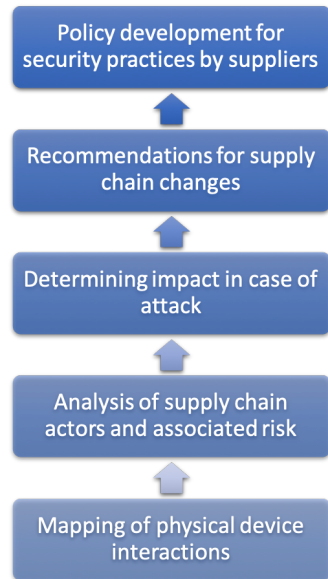 Policy development for
security practices by suppliers
Recommendations for supply
chain changes
Determining impact in case of
attack
Analysis of supply chain
actors and associated risk
Mapping of physical device
interactions